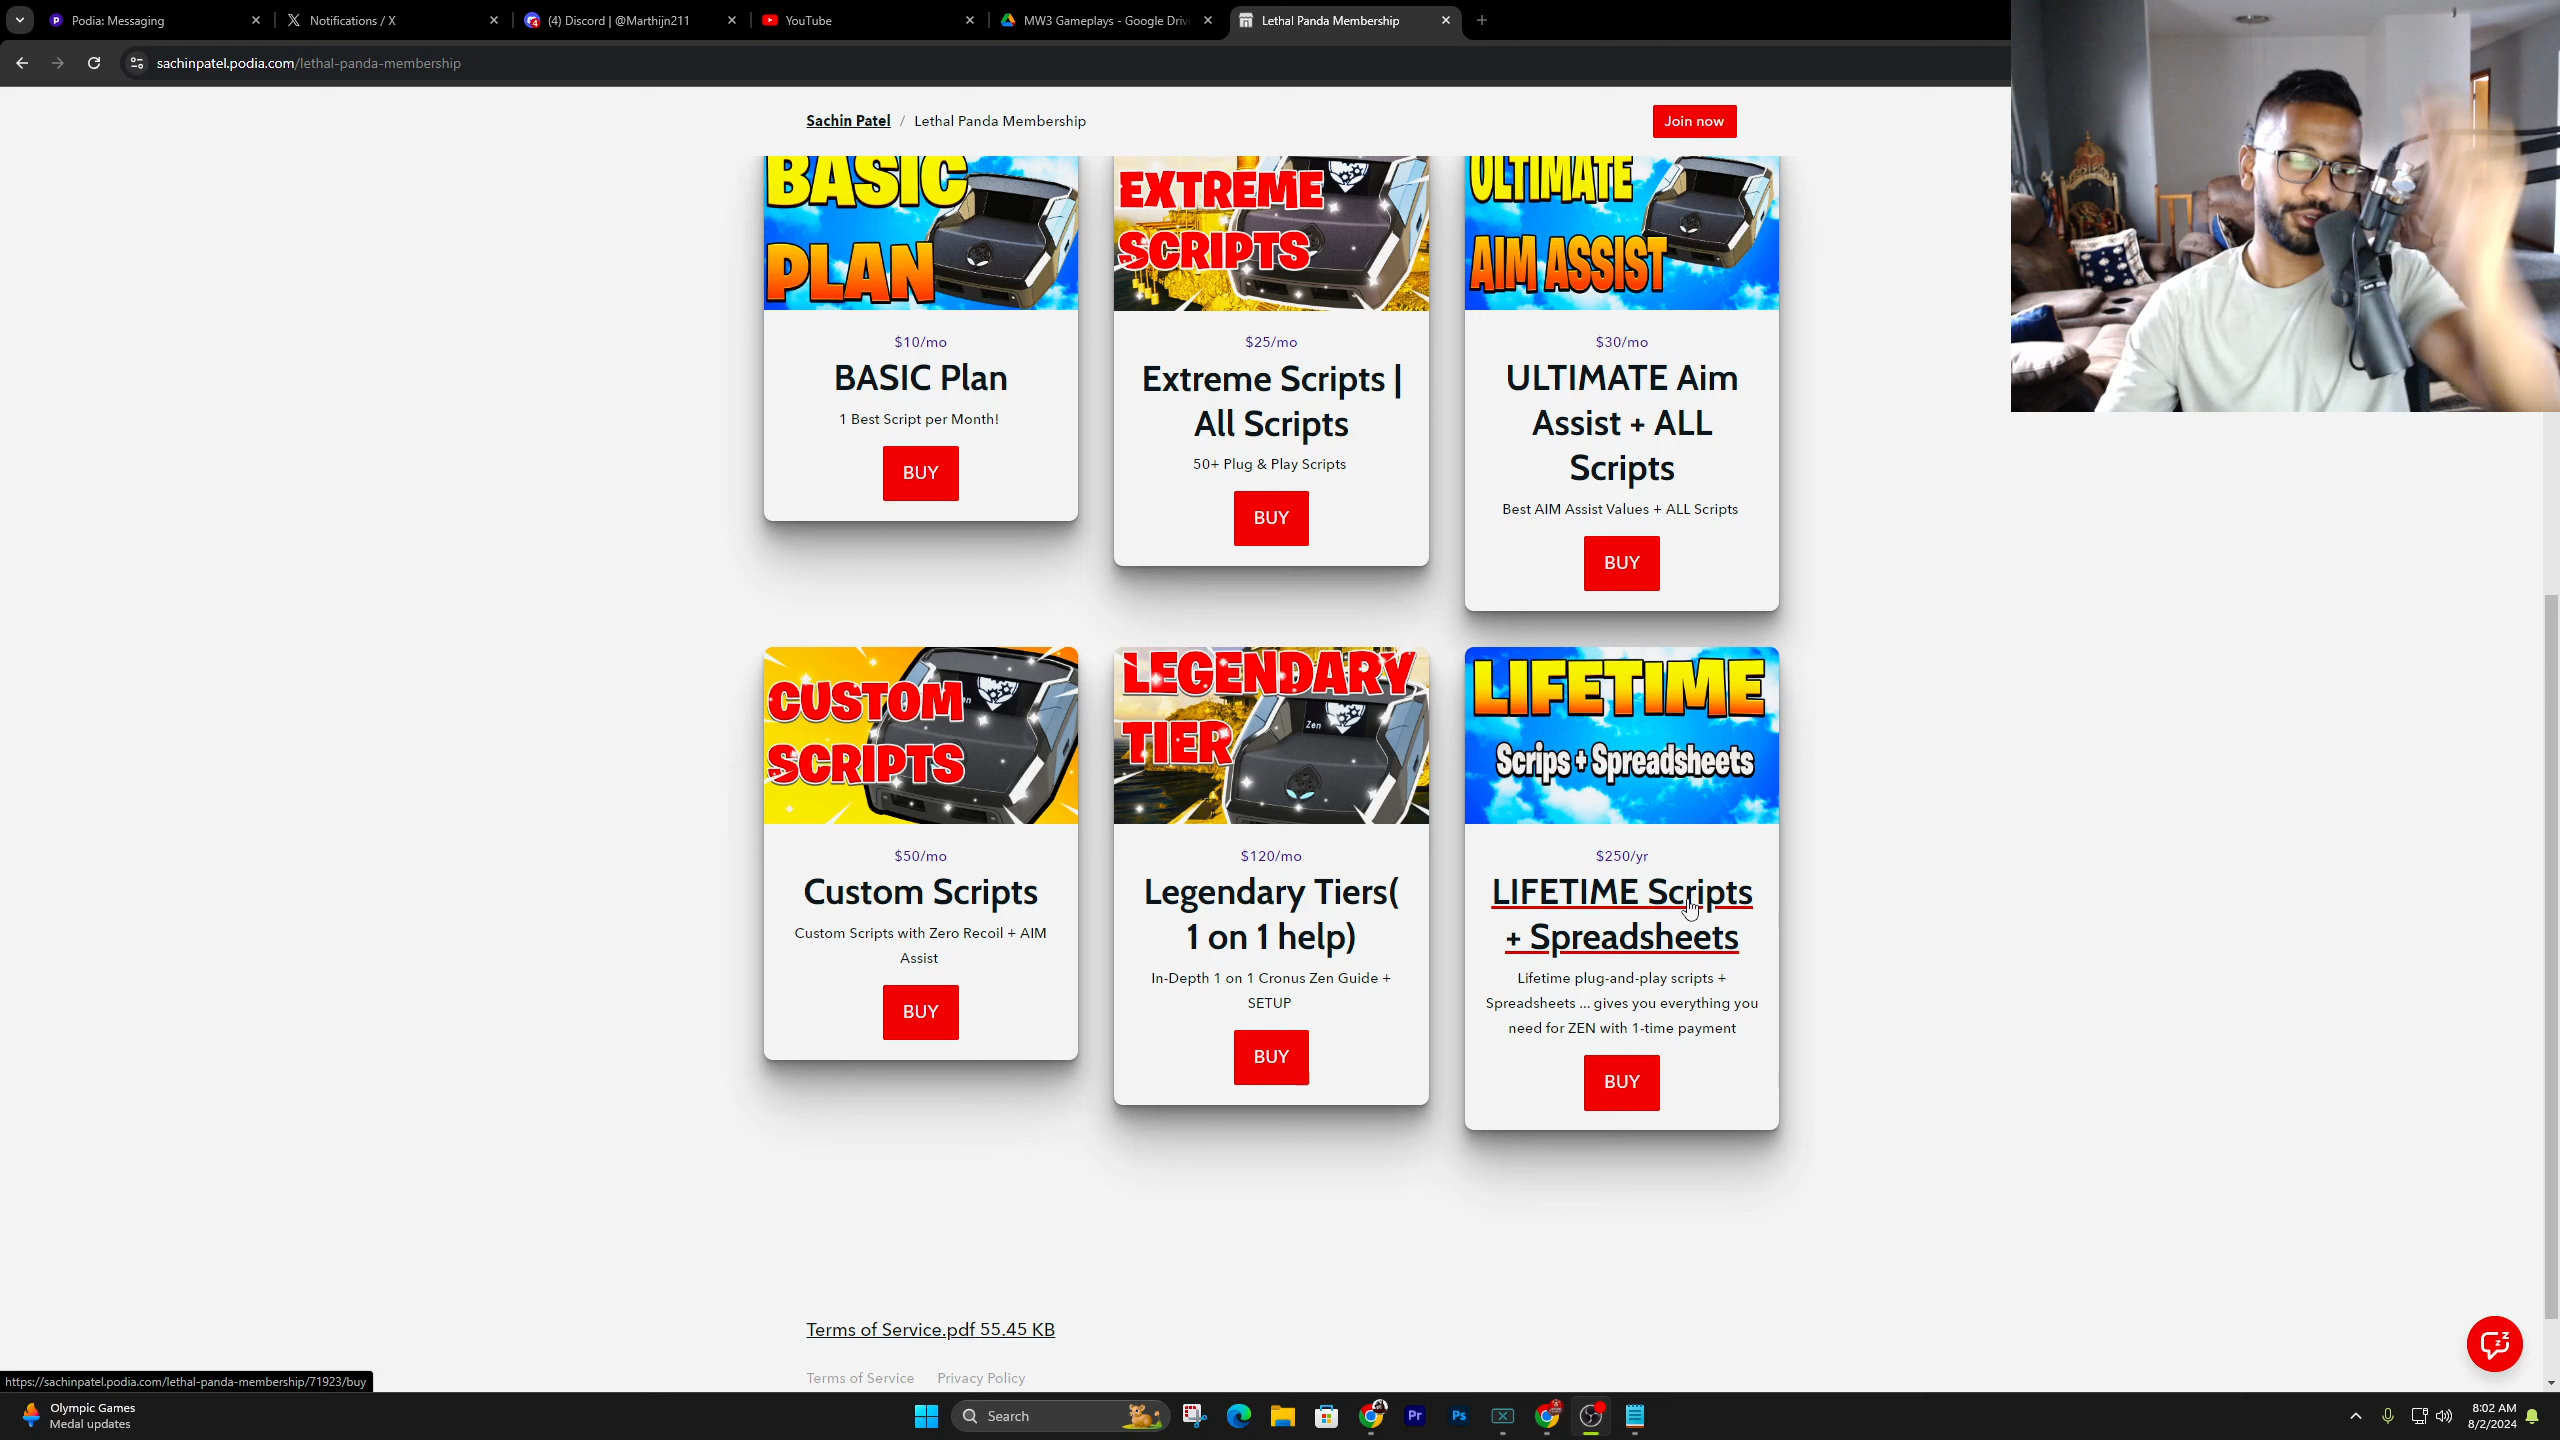 Podia: Messaging
Notifications / X
(4) Discord | @Marthijn211
YouTube
MW3 Gameplays - Google Driv
Lethal Panda Membership
sachinpatel.podia.com/lethal-panda-membership
Sachin Patel / Lethal Panda Membership
Join now
BASIC
PLAN
EXTREME
SCRIPTS
ULTIMATE
AIM ASSIST
$10/mo
BASIC Plan
1 Best Script per Month!
BUY
$25/mo
Extreme Scripts |
All Scripts
50+ Plug & Play Scripts
BUY
$30/mo
ULTIMATE Aim
Assist + ALL
Scripts
Best AIM Assist Values + ALL Scripts
BUY
CUSTOM
SCRIPTS
LEGENDARY
TIER
Zen
LIFETIME
Scrips + Spreadsheets
$50/mo
Custom Scripts
Custom Scripts with Zero Recoil + AIM
Assist
BUY
$120/mo
Legendary Tiers(
1 on 1 help)
In-Depth 1 on 1 Cronus Zen Guide +
SETUP
BUY
$250/yr
LIFETIME Scripts
+ Spreadsheets
Lifetime plug-and-play scripts +
Spreadsheets ... gives you everything you
need for ZEN with 1-time payment
BUY
Terms of Service.pdf 55.45 KB
Terms of Service
Privacy Policy
https://sachinpatel.podia.com/lethal-panda-membership/71923/buy
Olympic Games
Medal updates
Search
Pr
Ps
8:02 AM
8/2/2024